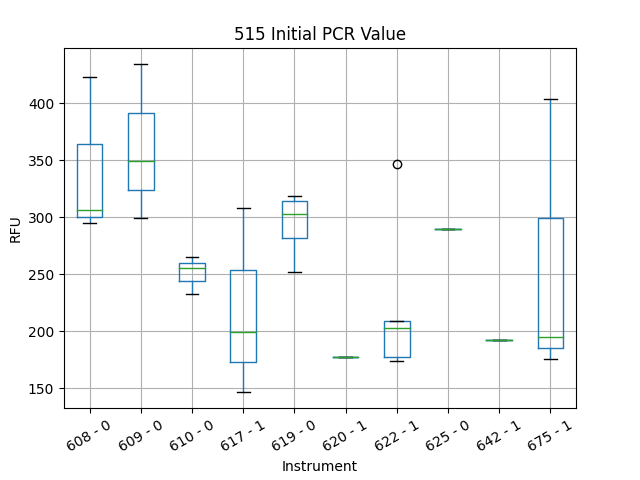 515 Initial PCR Value
RFU
400
350
300
250
200
150
608 - 0
609 - 0
610 - 0
617 - 1
619 - 0
620 - 1
622 - 1
625 - 0
642 - 1
675 - 1
Instrument